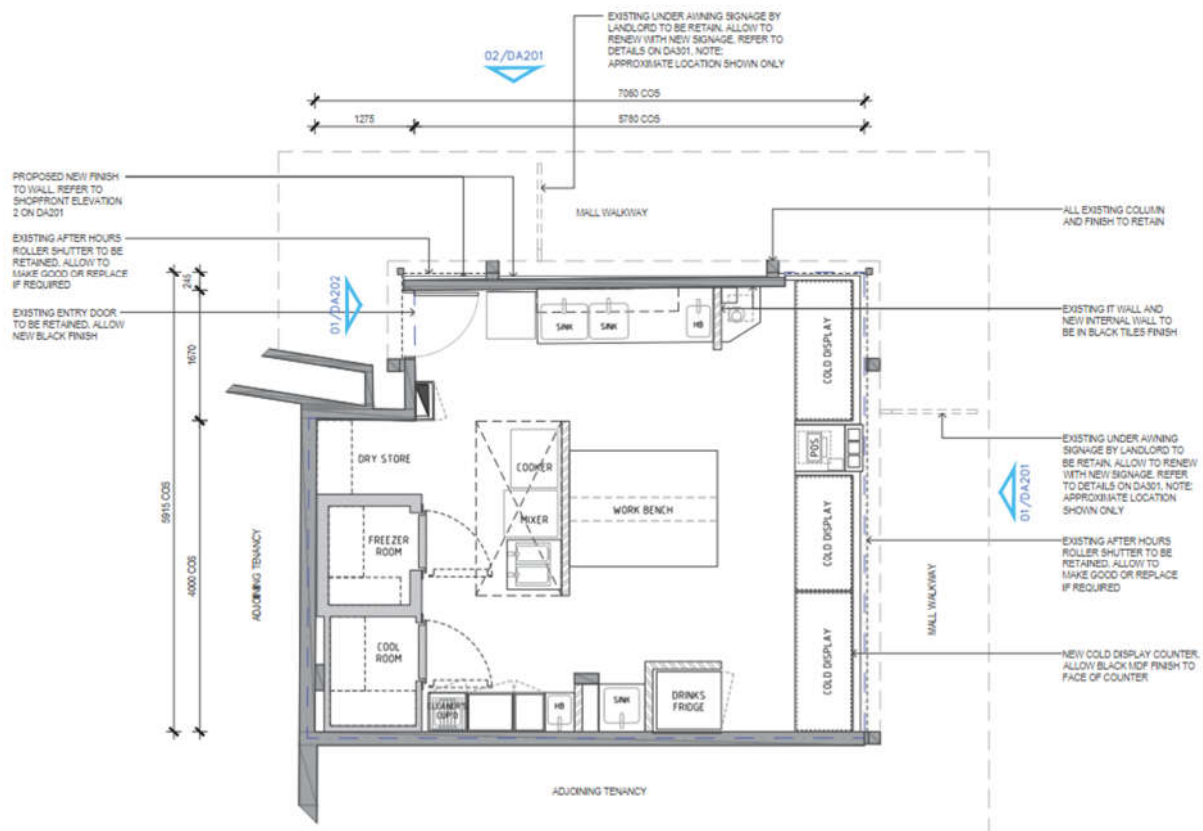 EXISTING UNDER AWNING SIGNAGE BY
LANDLORD TO BE RETAIN, ALLOW TO
RENEW WITH NEW SIGNAGE, REFER TO
DETAILS ON DA301, NOTE:
APPROXIMATE LOCATION SHOWN ONLY
02/DA201
7060 COS
1275
5780 COS
PROPOSED NEW FINISH
TO WALL, REFER TO
SHOPFRONT ELEVATION
2 ON DA201
MALL WALKWAY
ALL EXISTING COLUMN
AND FINISH TO RETAIN
EXISTING AFTER HOURS
ROLLER SHUTTER TO BE
RETAINED, ALLOW TO
MAKE GOOD OR REPLACE
IF REQUIRED
245
EXISTING ENTRY DOOR
TO BE RETAINED, ALLOW
NEW BLACK FINISH
01/DA202
SINK
SINK
HB
EXISTING IT WALL AND
NEW INTERNAL WALL TO
BE IN BLACK TILES FINISH
1670
COLD DISPLAY
DRY STORE
COOKER
POS
EXISTING UNDER AWNING
SIGNAGE BY LANDLORD TO
BE RETAIN, ALLOW TO RENEW
WITH NEW SIGNAGE, REFER
TO DETAILS ON DA301, NOTE:
APPROXIMATE LOCATION
SHOWN ONLY
01/DA201
5915 COS
MIXER
WORK BENCH
COLD DISPLAY
FREEZER
ROOM
EXISTING AFTER HOURS
ROLLER SHUTTER TO BE
RETAINED, ALLOW TO
MAKE GOOD OR REPLACE
IF REQUIRED
4000 COS
ADJOINING TENANCY
MALL WALKWAY
COOL
ROOM
COLD DISPLAY
NEW COLD DISPLAY COUNTER,
ALLOW BLACK MDF FINISH TO
FACE OF COUNTER
CLEANER'S
CUP'D
HB
SINK
DRINKS
FRIDGE
ADJOINING TENANCY